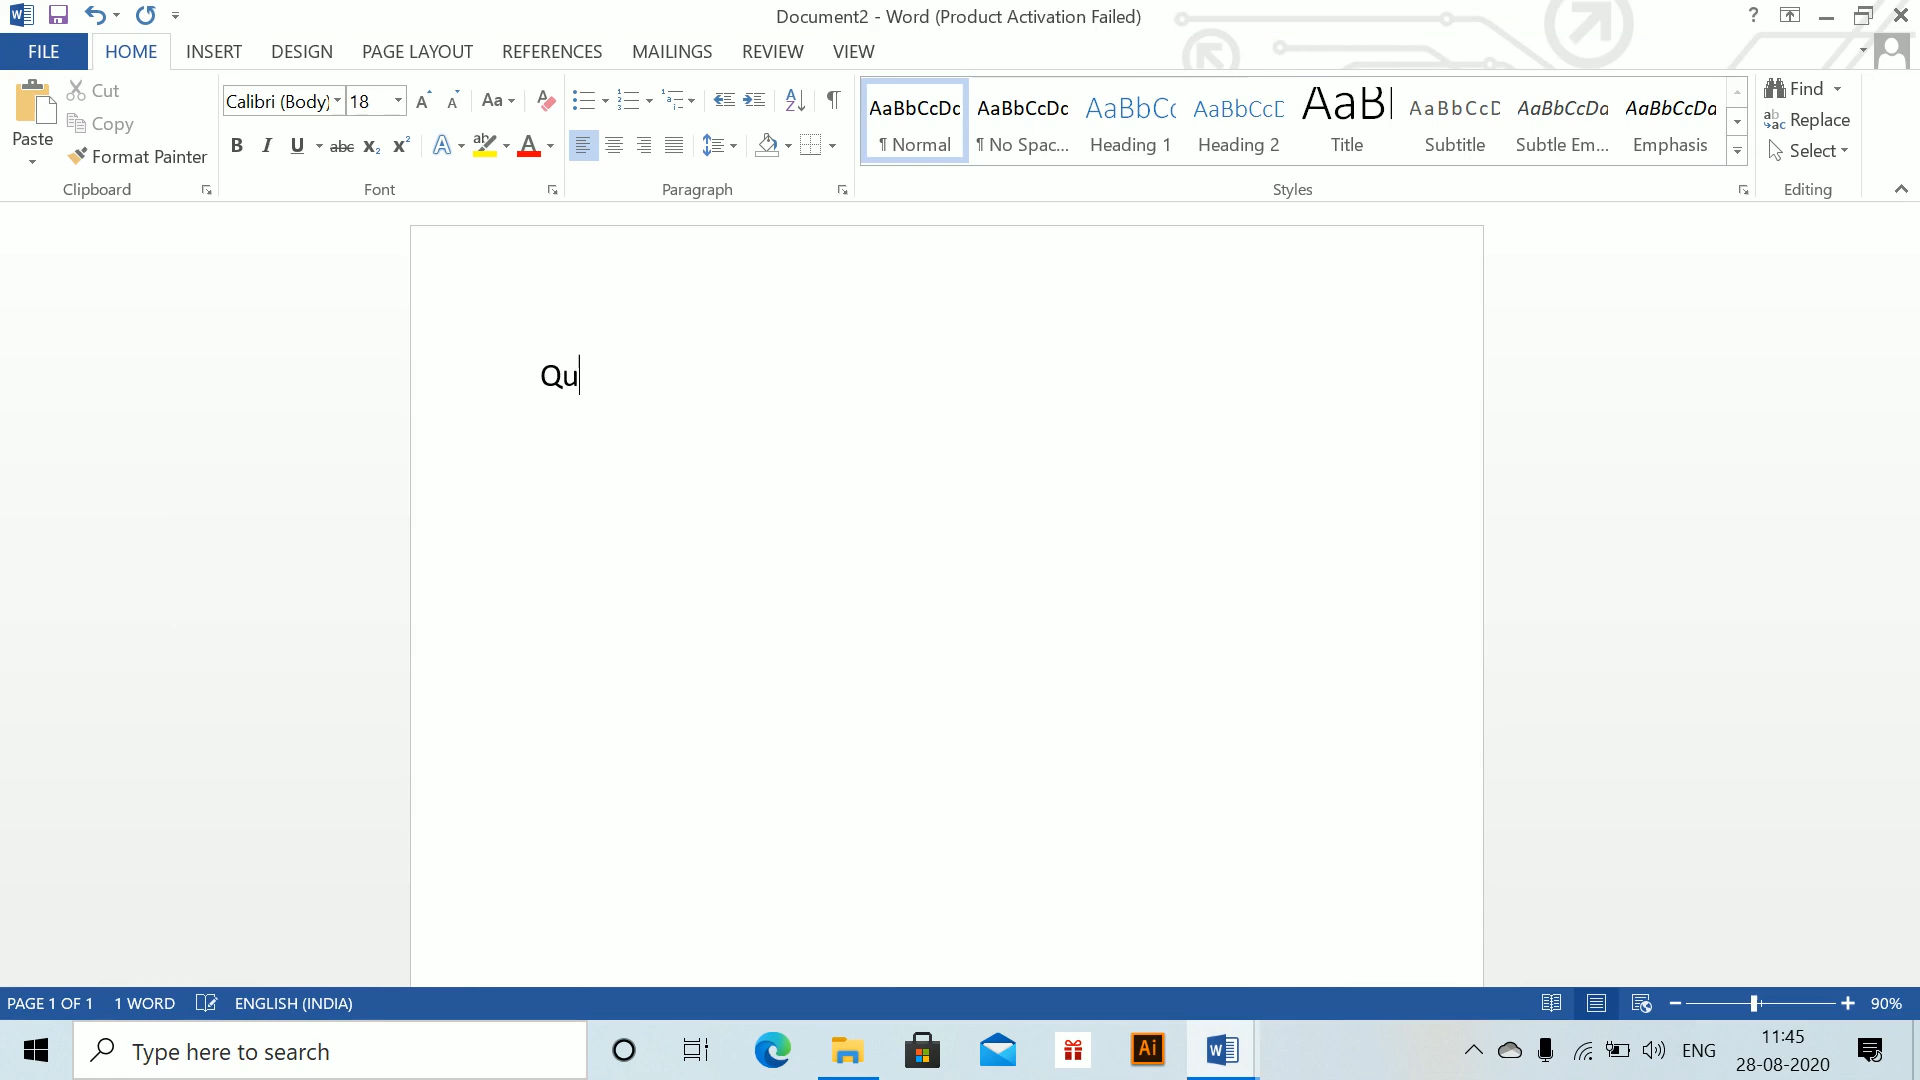 Document2 - Word (Product Activation Failed)
?
FILE HOME INSERT DESIGN PAGE LAYOUT REFERENCES MAILINGS REVIEW VIEW
Paste
Cut
Copy
Format Painter
Clipboard
Calibri (Body) 18
Aa
B I U abc X₂ X² A ab A
Font
Paragraph
AaBbCcDc AaBbCcDc AaBbCc AaBbCcD AaBl AaBbCcD AaBbCcDa AaBbCcDa
¶ Normal ¶ No Spac... Heading 1 Heading 2 Title Subtitle Subtle Em... Emphasis
Styles
Find
Replace
Select
Editing
Qu
PAGE 1 OF 1 1 WORD ENGLISH (INDIA) 90%
Type here to search
Ai
ENG
11:45
28-08-2020